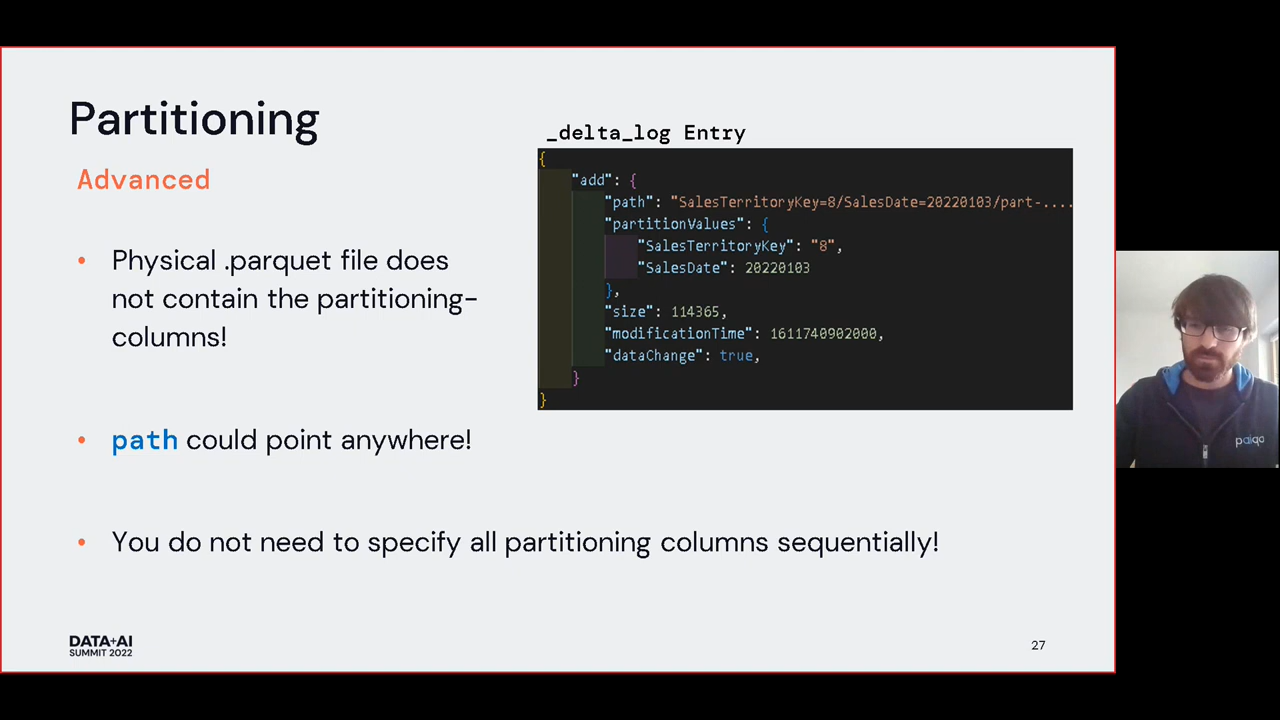 Partitioning
Advanced
• Physical .parquet file does
not contain the partitioning-
columns!
• path could point anywhere!
• You do not need to specify all partitioning columns sequentially!
_delta_log Entry
{
"add": {
"path": "SalesTerritoryKey=8/SalesDate=20220103/part-....
"partitionValues": {
"SalesTerritoryKey": "8",
"SalesDate": 20220103
},
"size": 114365,
"modificationTime": 1611740902000,
"dataChange": true,
}
}
DATA+AI
SUMMIT 2022
27
paiqo